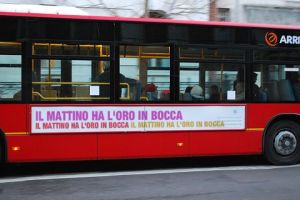 ARRI
IL MATTINO HA L'ORO IN BOCCA
IL MATTINO HA L'ORO IN BOCCA IL MATTINO HA L'ORO IN BOCCA